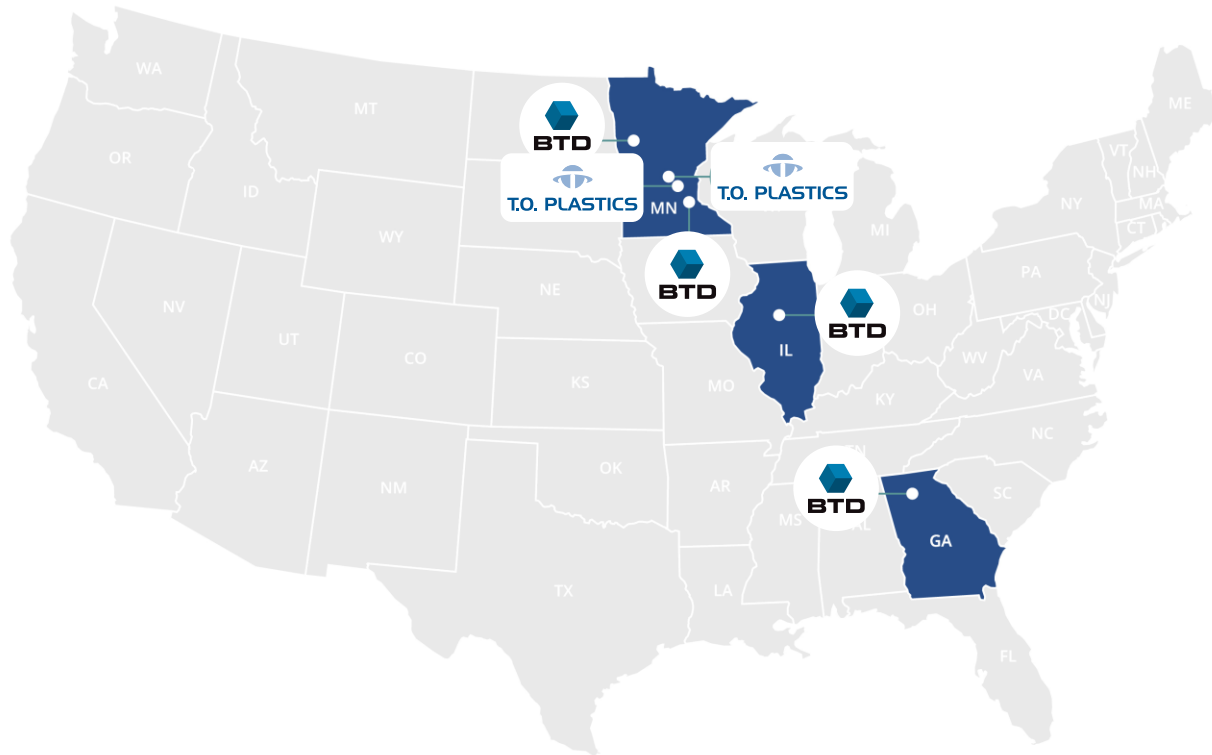 WA
MT
ME
BTD
VT
OR
NH
T.O. PLASTICS
T.O. PLASTICS
ID
MN
NY
MA
CT
WY
MI
PA
BTD
NE
NJ
NV
OH
DC
BTD
UT
CO
IL
WV
VA
CA
KS
MO
KY
NC
TN
AZ
OK
NM
AR
BTD
SC
MS
AL
GA
TX
LA
FL